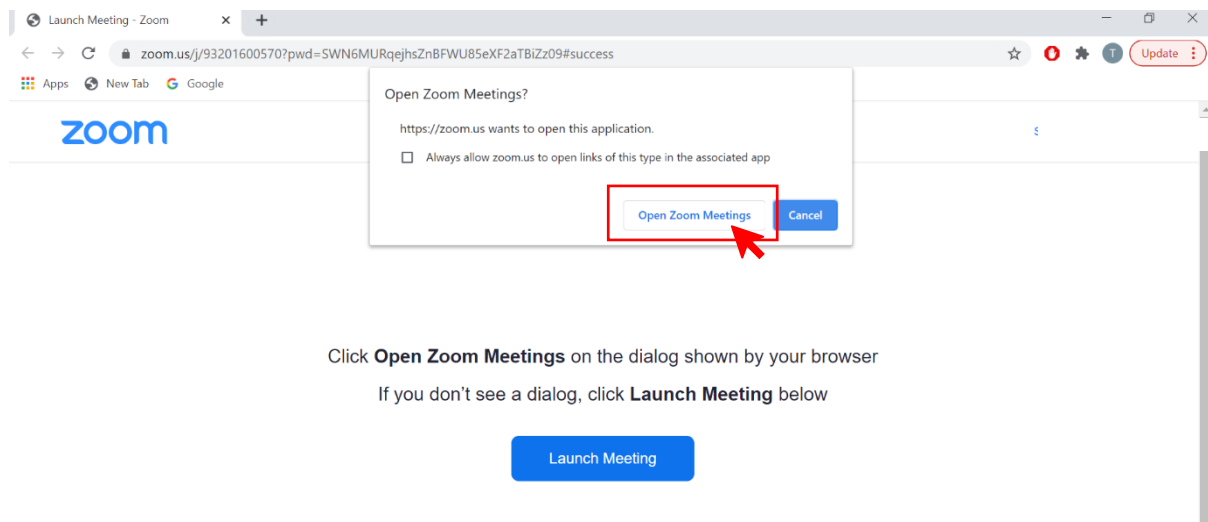 Launch Meeting - Zoom
zoom.us/j/93201600570?pwd=SWN6MURqejhsZnBFWU85eXF2aTBiZz09#success
T
Update
Apps New Tab G Google
Open Zoom Meetings?
https://zoom.us wants to open this application.
Always allow zoom.us to open links of this type in the associated app
Open Zoom Meetings Cancel
zoom
Click Open Zoom Meetings on the dialog shown by your browser
If you don’t see a dialog, click Launch Meeting below
Launch Meeting